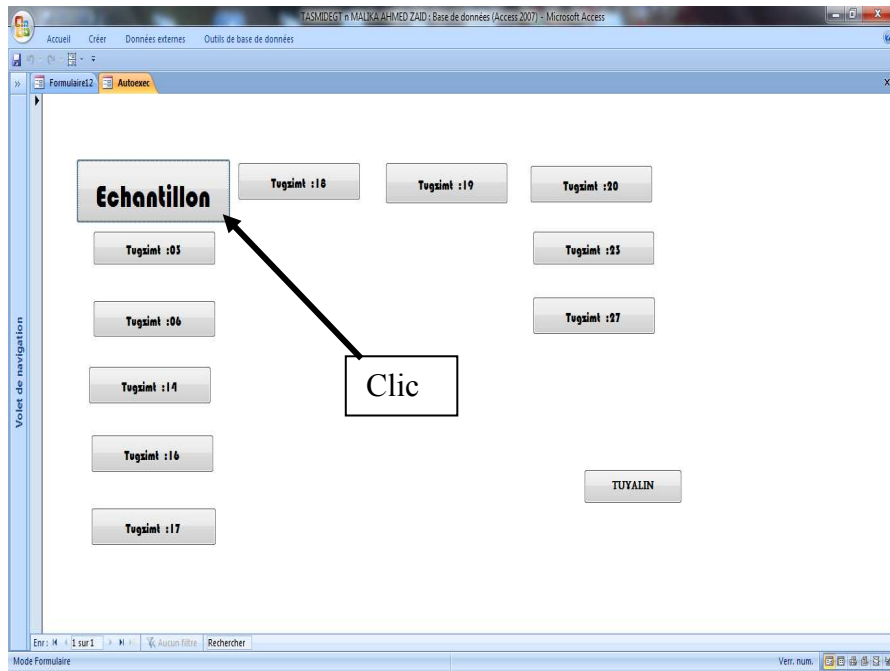 TASMIDEGT n MALIKA AHMED ZAID : Base de données (Access 2007) - Microsoft Access
Accueil Créer Données externes Outils de base de données
Formulaire12 Autoexec
Echantillon Tugzimt :18 Tugzimt :19 Tugzimt :20
Tugzimt :03 Tugzimt :23
Tugzimt :06 Tugzimt :27
Clic
Tugzimt :14
Tugzimt :16
TUYALIN
Tugzimt :17
Volet de navigation
Enr : 1 sur 1 Aucun filtre Rechercher
Mode Formulaire Verr. num.